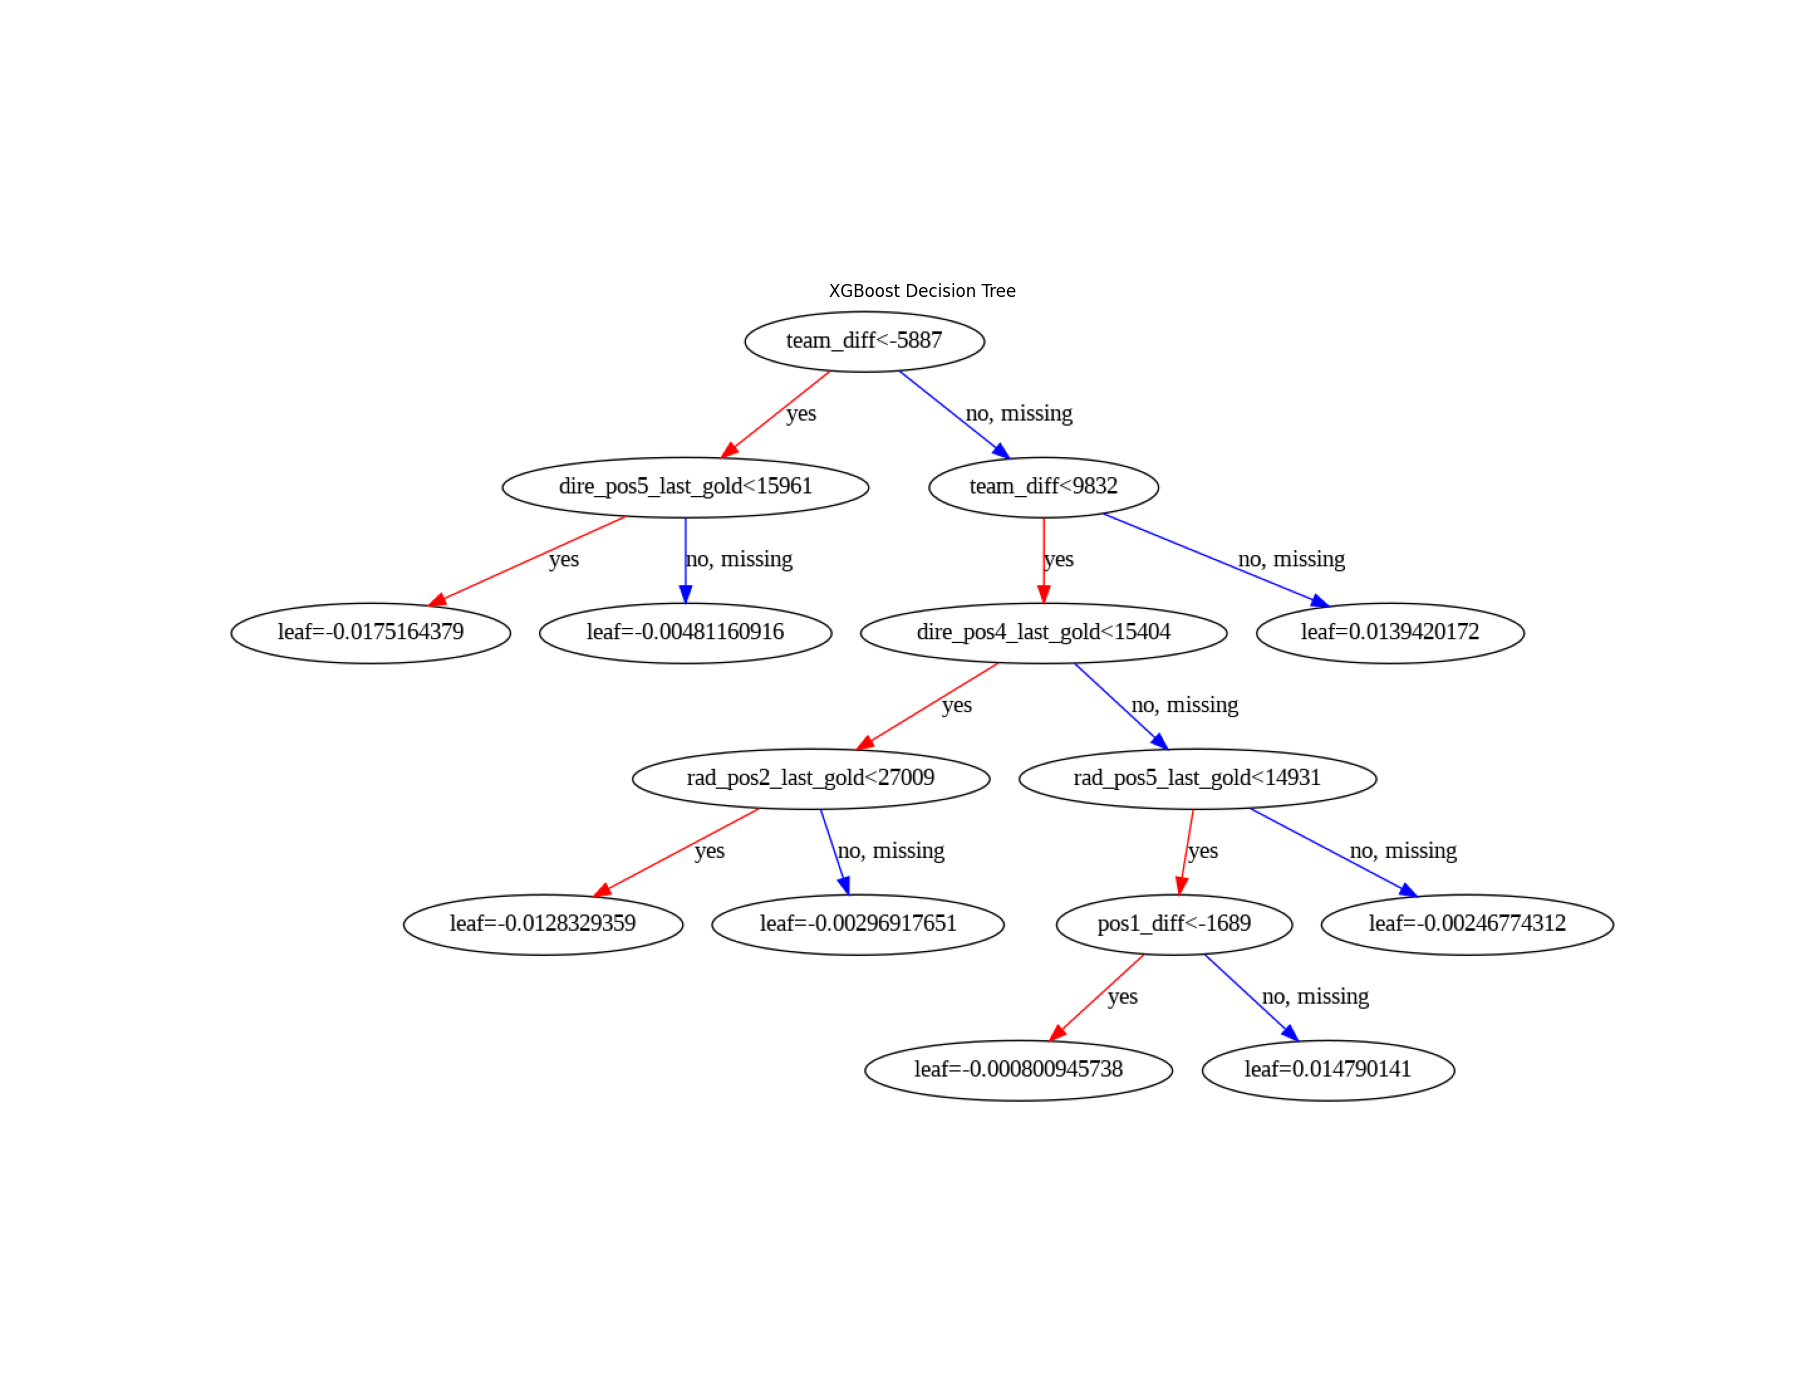 XGBoost Decision Tree
team_diff<-5887
yes
no, missing
dire_pos5_last_gold<15961
team_diff<9832
yes
no, missing
yes
no, missing
leaf=-0.0175164379
leaf=-0.00481160916
dire_pos4_last_gold<15404
leaf=0.0139420172
yes
no, missing
rad_pos2_last_gold<27009
rad_pos5_last_gold<14931
yes
no, missing
yes
no, missing
leaf=-0.0128329359
leaf=-0.00296917651
pos1_diff<-1689
leaf=-0.00246774312
yes
no, missing
leaf=-0.000800945738
leaf=0.014790141